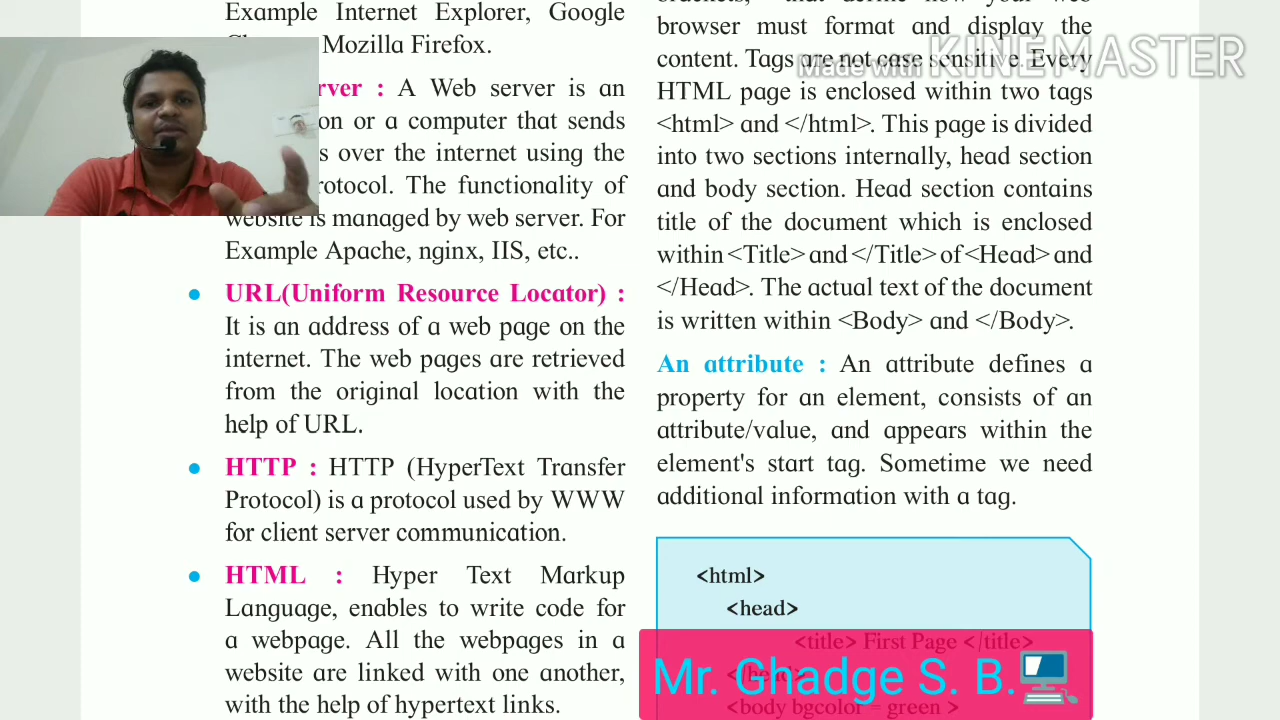 Example Internet Explorer, Google
Mozilla Firefox.
rver : A Web server is an
on or a computer that sends
s over the internet using the
rotocol. The functionality of
website is managed by web server. For
Example Apache, nginx, IIS, etc..
• URL(Uniform Resource Locator) :
It is an address of a web page on the
internet. The web pages are retrieved
from the original location with the
help of URL.
• HTTP : HTTP (HyperText Transfer
Protocol) is a protocol used by WWW
for client server communication.
• HTML : Hyper Text Markup
Language, enables to write code for
a webpage. All the webpages in a
website are linked with one another,
with the help of hypertext links.
browser must format and display the
content. Tags are not case sensitive. Every
HTML page is enclosed within two tags
<html> and </html>. This page is divided
into two sections internally, head section
and body section. Head section contains
title of the document which is enclosed
within <Title> and </Title> of <Head> and
</Head>. The actual text of the document
is written within <Body> and </Body>.
An attribute : An attribute defines a
property for an element, consists of an
attribute/value, and appears within the
element's start tag. Sometime we need
additional information with a tag.
<html>
<head>
<title> First Page </title>
</head>
<body bgcolor = green >
Made with KINEMASTER
Mr. Ghadge S. B.